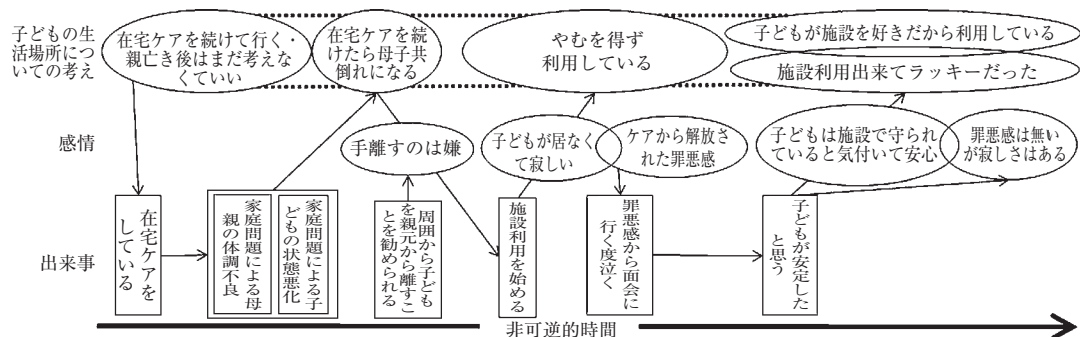 子どもの生
活場所につ
いての考え
在宅ケアを続けて行く・
親亡き後はまだ考えな
くていい
在宅ケアを
続けたら母子共
倒れになる
やむを得ず
利用している
子どもが施設を好きだから利用している
施設利用出来てラッキーだった
感情
手離すのは嫌
子どもが居なく
て寂しい
ケアから解放さ
れた罪悪感
子どもは施設で守られ
ていると気付いて安心
罪悪感は無い
が寂しさはある
出来事
在宅ケアを
している
家庭問題による母
親の体調不良
家庭問題による子
どもの状態悪化
周囲から子ども
を親元から離すこ
とを勧められる
施設利用を始める
罪悪感から面会に
行く度泣く
子どもが安定した
と思う
非可逆的時間